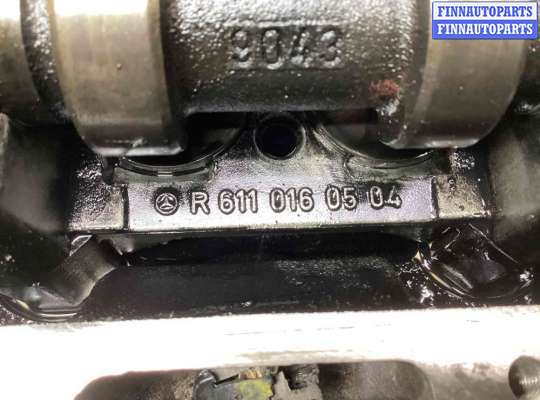 FINNAUTOPARTS
FINNAUTOPARTS
9043
R 611 016 05 04